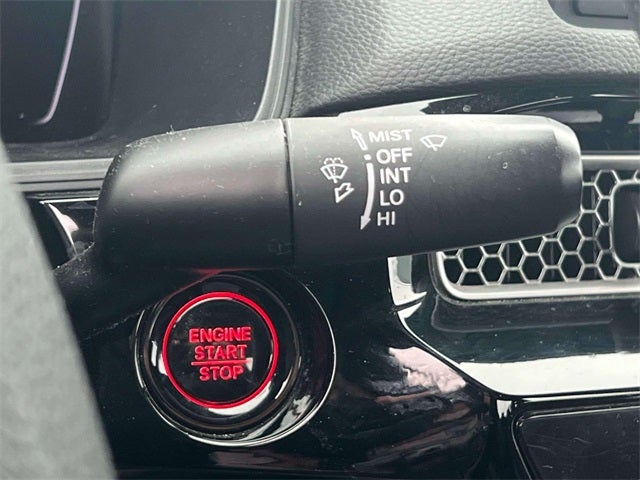 MIST
OFF
INT
LO
HI
ENGINE
START
STOP